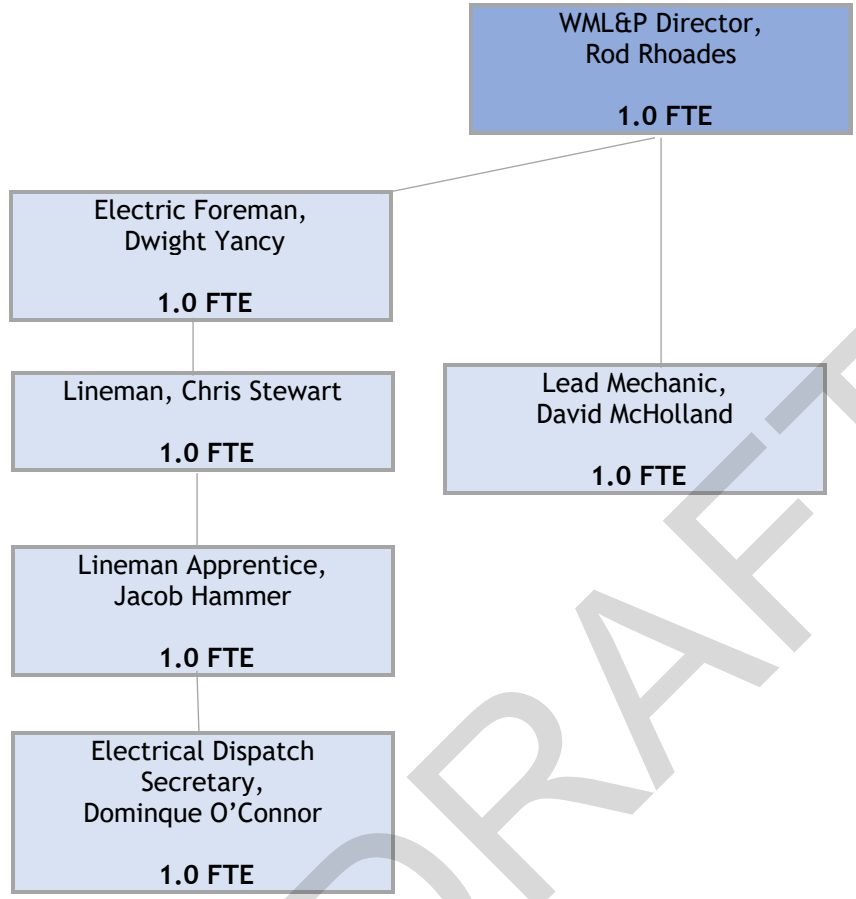 WML&P Director,
Rod Rhoades
1.0 FTE
Electric Foreman,
Dwight Yancy
1.0 FTE
Lineman, Chris Stewart
1.0 FTE
Lead Mechanic,
David McHolland
1.0 FTE
Lineman Apprentice,
Jacob Hammer
1.0 FTE
Electrical Dispatch
Secretary,
Dominque O’Connor
1.0 FTE
DRAFT